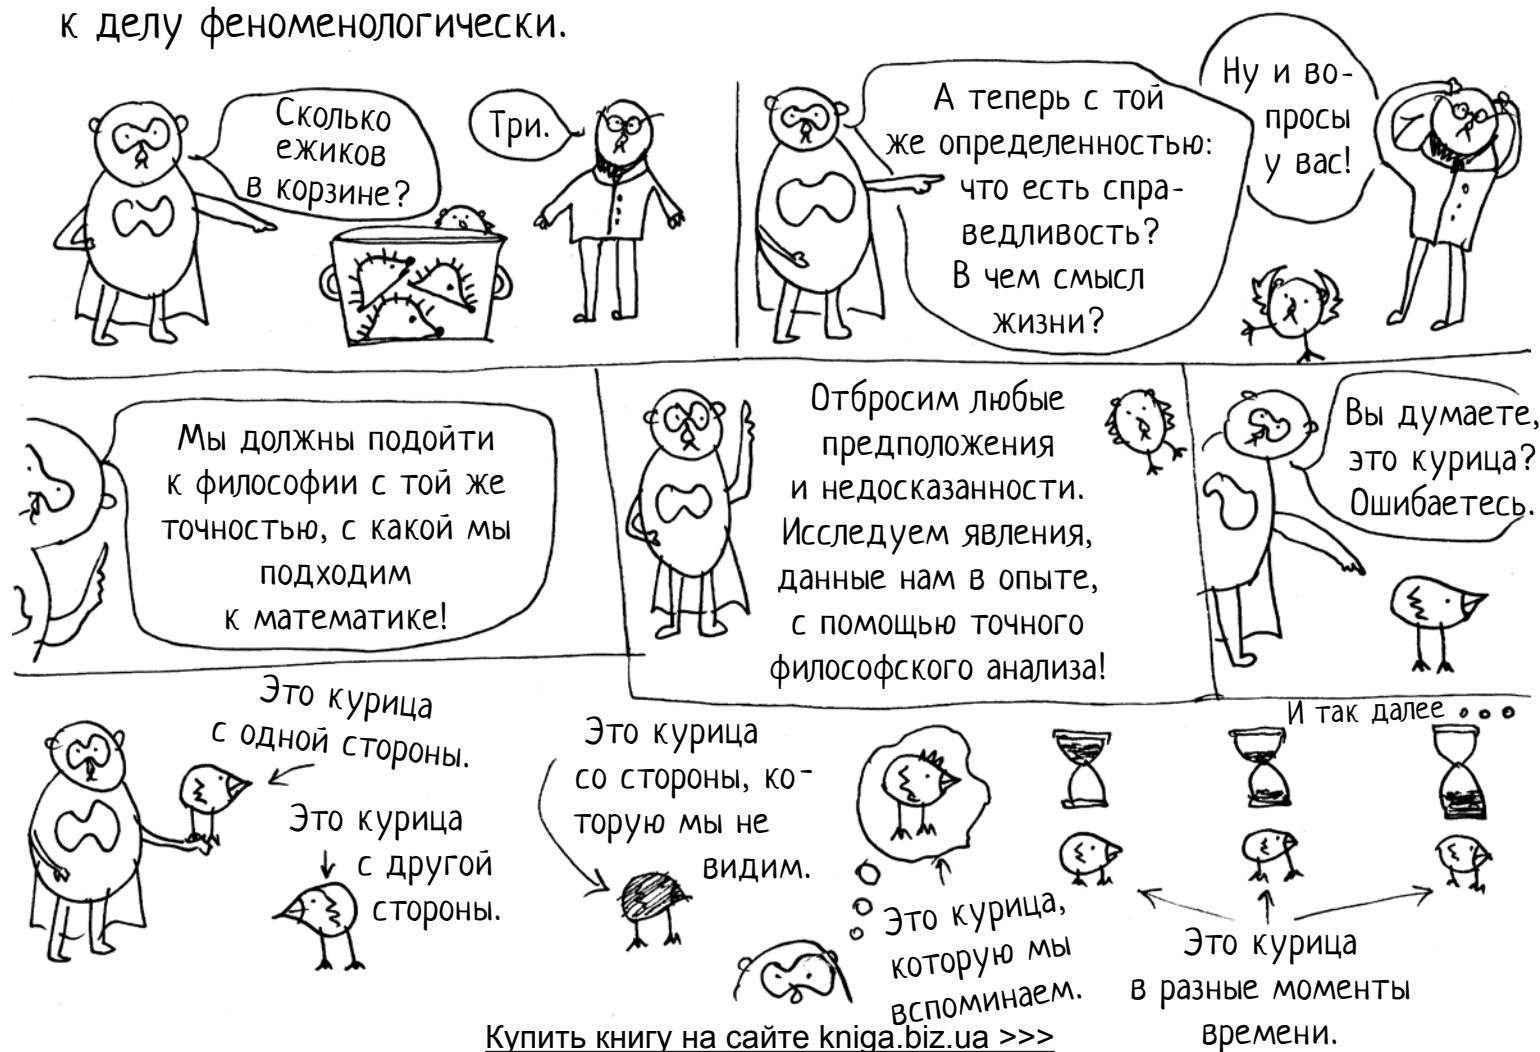 к делу феноменологически.
Сколько
ежиков
в корзине?
Три.
А теперь с той
же определенностью:
что есть спра-
ведливость?
В чем смысл
жизни?
Ну и во-
просы
у вас!
Мы должны подойти
к философии с той же
точностью, с какой мы
подходим
к математике!
Отбросим любые
предположения
и недосказанности.
Исследуем явления,
данные нам в опыте,
с помощью точного
философского анализа!
Вы думаете,
это курица?
Ошибаетесь.
Это курица
с одной стороны.
Это курица
с другой
стороны.
Это курица
со стороны, ко-
торую мы не
видим.
Это курица,
которую мы
вспоминаем.
И так далее...
Это курица
в разные моменты
времени.
Купить книгу на сайте kniga.biz.ua >>>